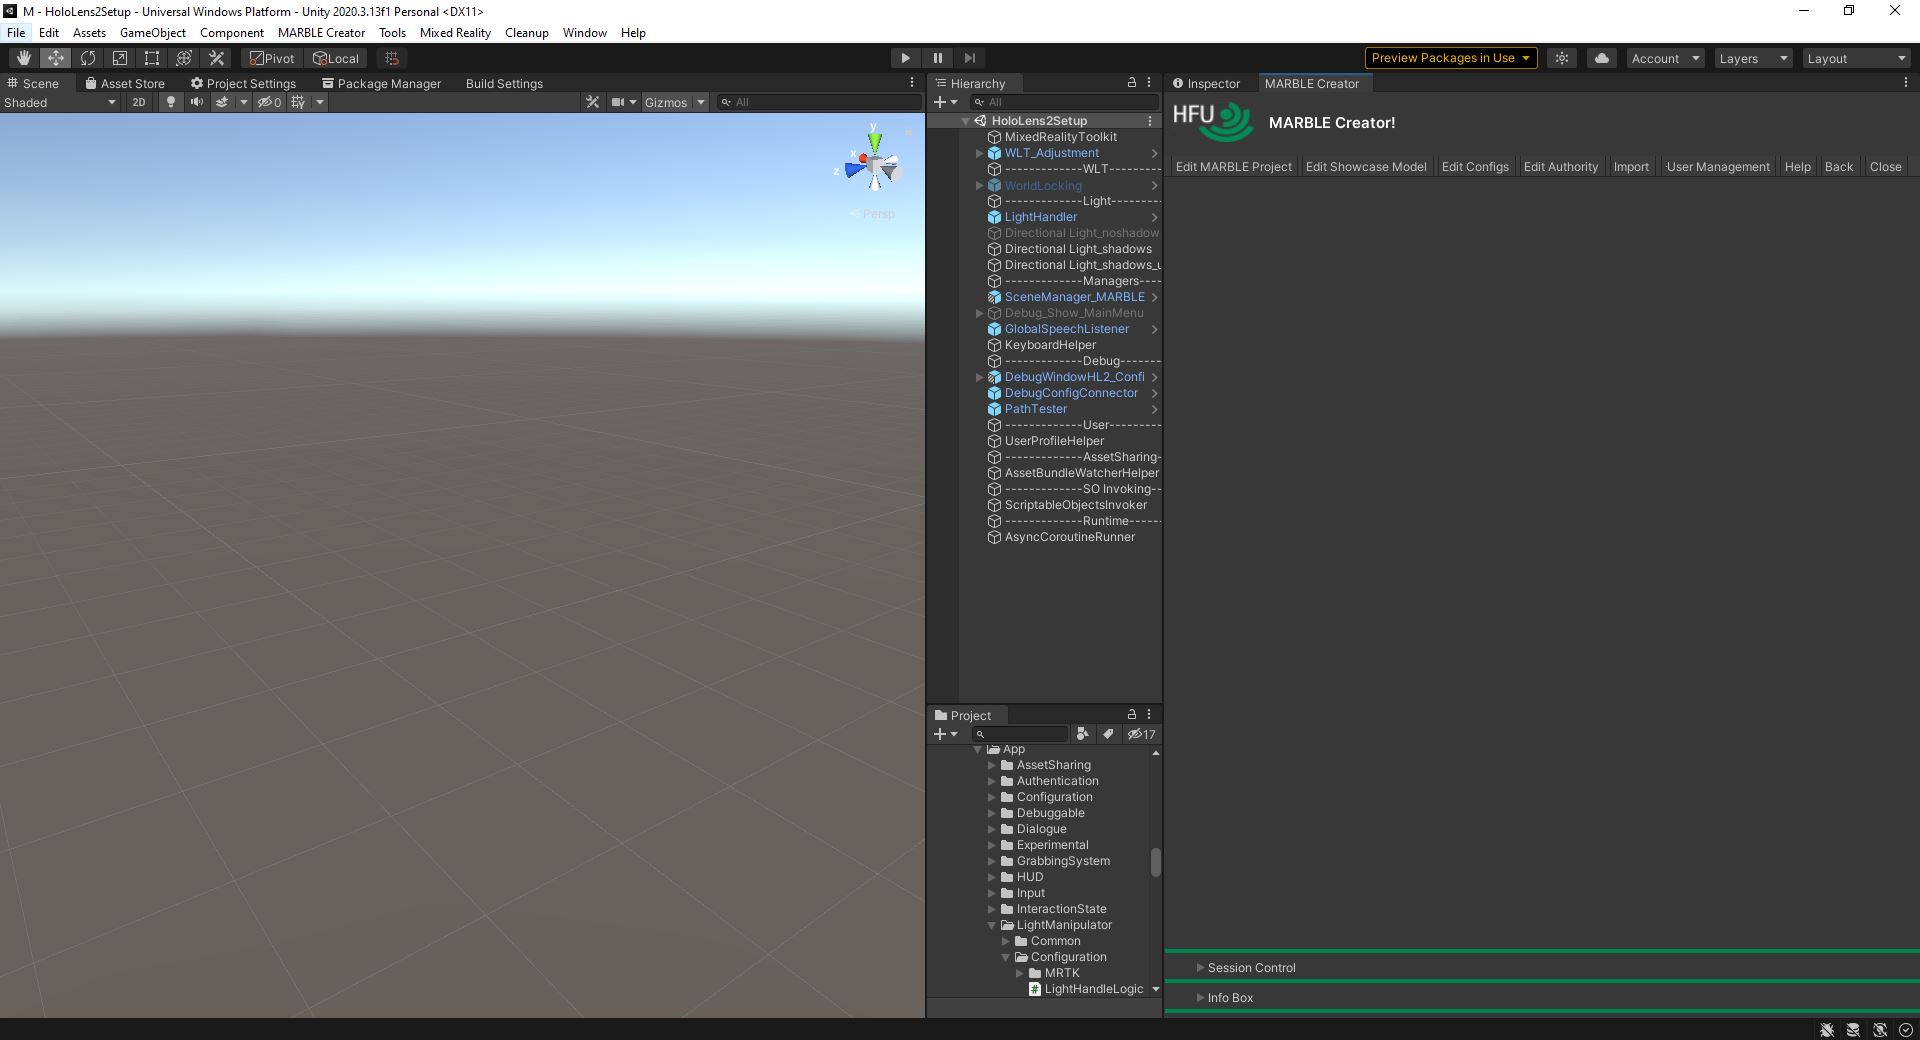 M - HoloLens2Setup - Universal Windows Platform - Unity 2020.3.13f1 Personal <DX11>
File Edit Assets GameObject Component MARBLE Creator Tools Mixed Reality Cleanup Window Help
Pivot Local Preview Packages in Use Account Layers Layout
Scene Asset Store Project Settings Package Manager Build Settings
Shaded 2D 0 Gizmos All
y
x
z
Persp
Hierarchy
All
HoloLens2Setup
MixedRealityToolkit
WLT_Adjustment
-------------WLT---------
WorldLocking
-------------Light---------
LightHandler
Directional Light_noshadow
Directional Light_shadows
Directional Light_shadows_u
-------------Managers----
SceneManager_MARBLE
Debug_Show_MainMenu
GlobalSpeechListener
KeyboardHelper
-------------Debug-------
DebugWindowHL2_Confi
DebugConfigConnector
PathTester
-------------User---------
UserProfileHelper
-------------AssetSharing-
AssetBundleWatcherHelper
-------------SO Invoking--
ScriptableObjectsInvoker
-------------Runtime------
AsyncCoroutineRunner
Project
17
App
AssetSharing
Authentication
Configuration
Debuggable
Dialogue
Experimental
GrabbingSystem
HUD
Input
InteractionState
LightManipulator
Common
Configuration
MRTK
# LightHandleLogic
Inspector MARBLE Creator
HFU MARBLE Creator!
Edit MARBLE Project Edit Showcase Model Edit Configs Edit Authority Import User Management Help Back Close
Session Control
Info Box